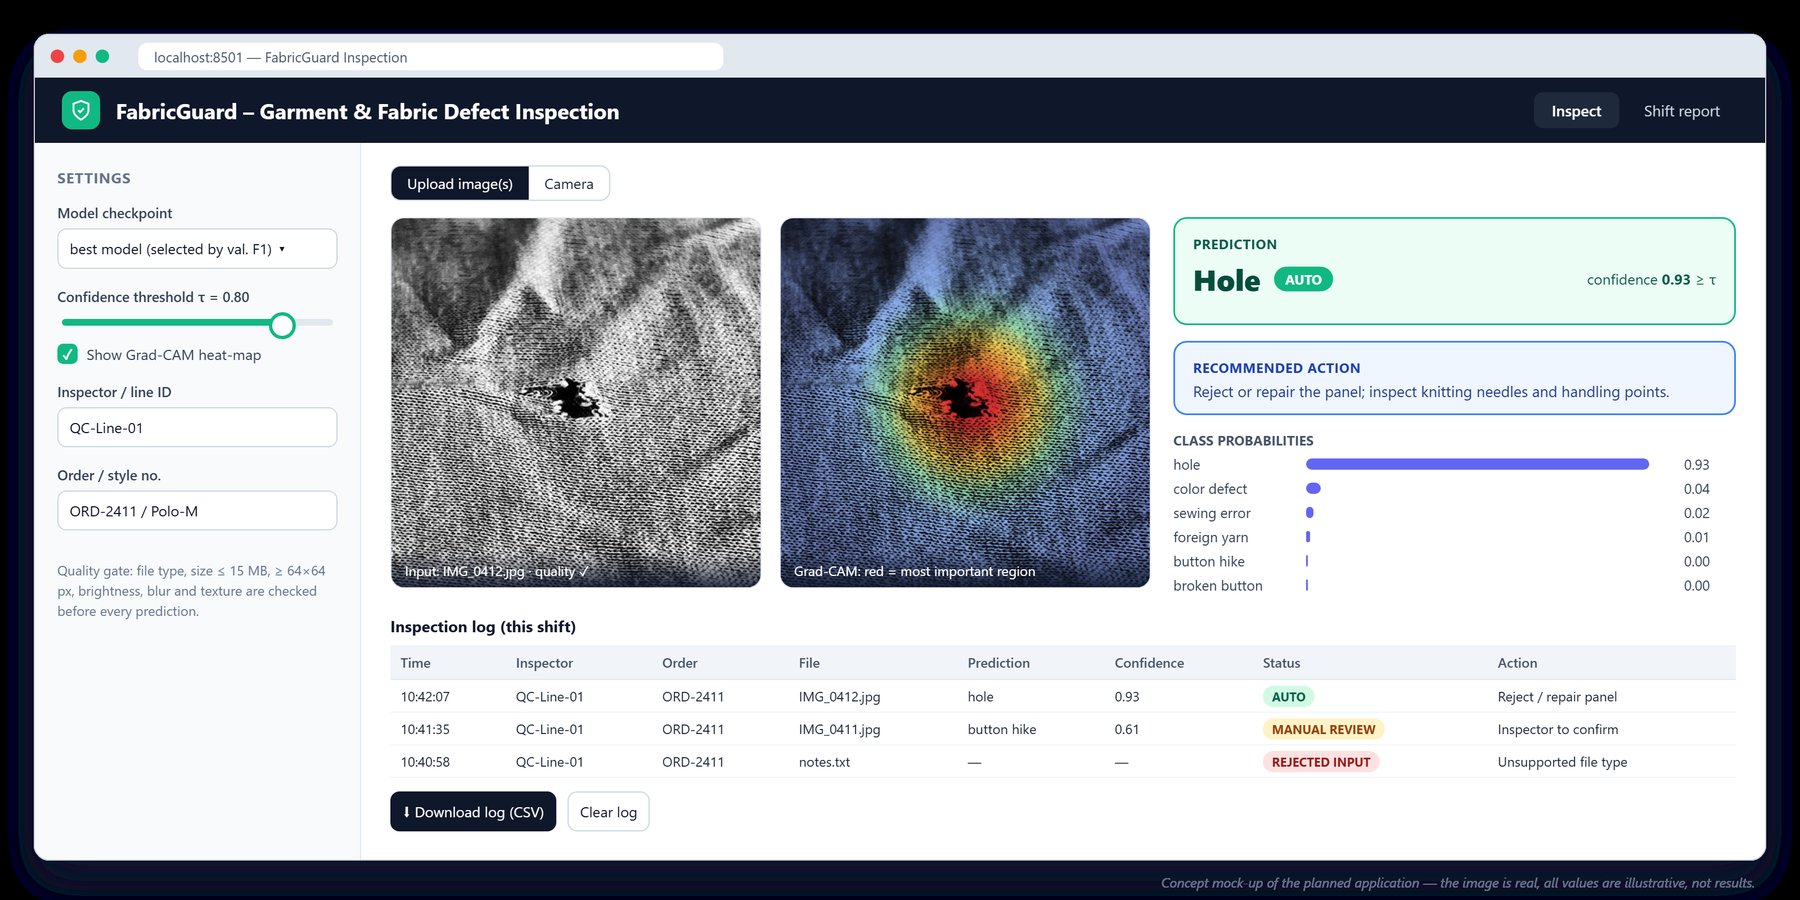 localhost:8501 — FabricGuard Inspection
FabricGuard – Garment & Fabric Defect Inspection
Inspect
Shift report
SETTINGS
Model checkpoint
best model (selected by val. F1) ▾
Confidence threshold τ = 0.80
Show Grad-CAM heat-map
Inspector / line ID
QC-Line-01
Order / style no.
ORD-2411 / Polo-M
Quality gate: file type, size ≤ 15 MB, ≥ 64×64
px, brightness, blur and texture are checked
before every prediction.
Upload image(s)
Camera
Input: IMG_0412.jpg · quality ✓
Grad-CAM: red = most important region
PREDICTION
Hole AUTO confidence 0.93 ≥ τ
RECOMMENDED ACTION
Reject or repair the panel; inspect knitting needles and handling points.
CLASS PROBABILITIES
hole 0.93
color defect 0.04
sewing error 0.02
foreign yarn 0.01
button hike 0.00
broken button 0.00
Inspection log (this shift)
Time Inspector Order File Prediction Confidence Status Action
10:42:07 QC-Line-01 ORD-2411 IMG_0412.jpg hole 0.93 AUTO Reject / repair panel
10:41:35 QC-Line-01 ORD-2411 IMG_0411.jpg button hike 0.61 MANUAL REVIEW Inspector to confirm
10:40:58 QC-Line-01 ORD-2411 notes.txt — — REJECTED INPUT Unsupported file type
⬇ Download log (CSV)
Clear log
Concept mock-up of the planned application — the image is real, all values are illustrative, not results.